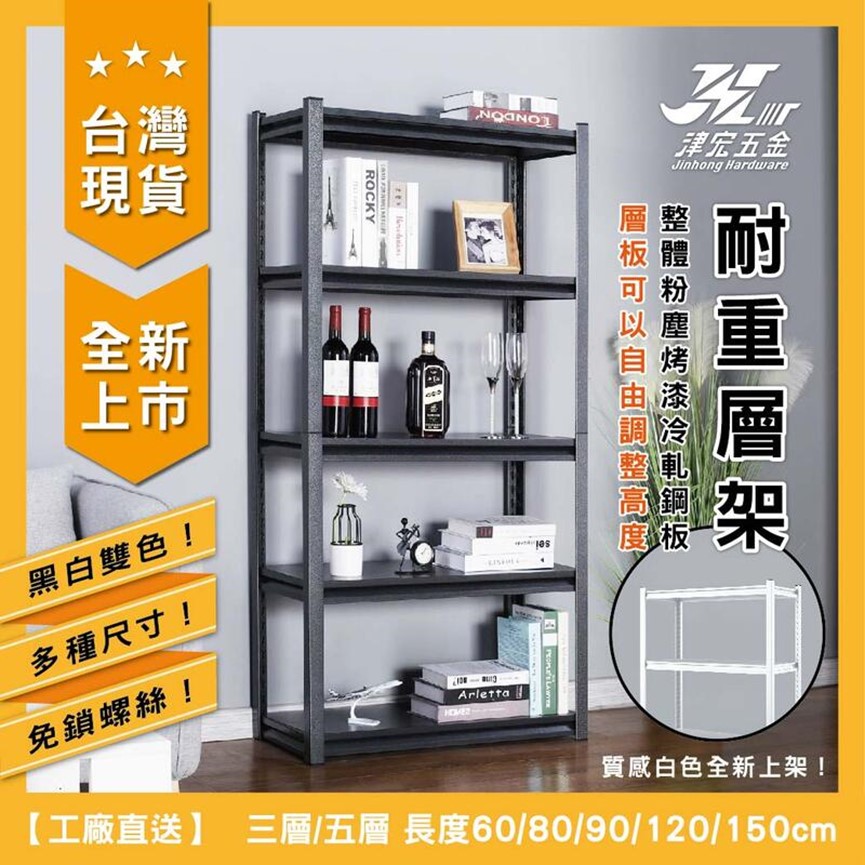 台灣
現貨
全新
上市
黑白雙色！
多種尺寸！
免鎖螺絲！
津宏五金
Jinhong Hardware
耐重層架
整體粉塵烤漆冷軋鋼板
層板可以自由調整高度
LONDON
ROCKY
Arletta
HOME2
質感白色全新上架！
【工廠直送】 三層/五層 長度60/80/90/120/150cm